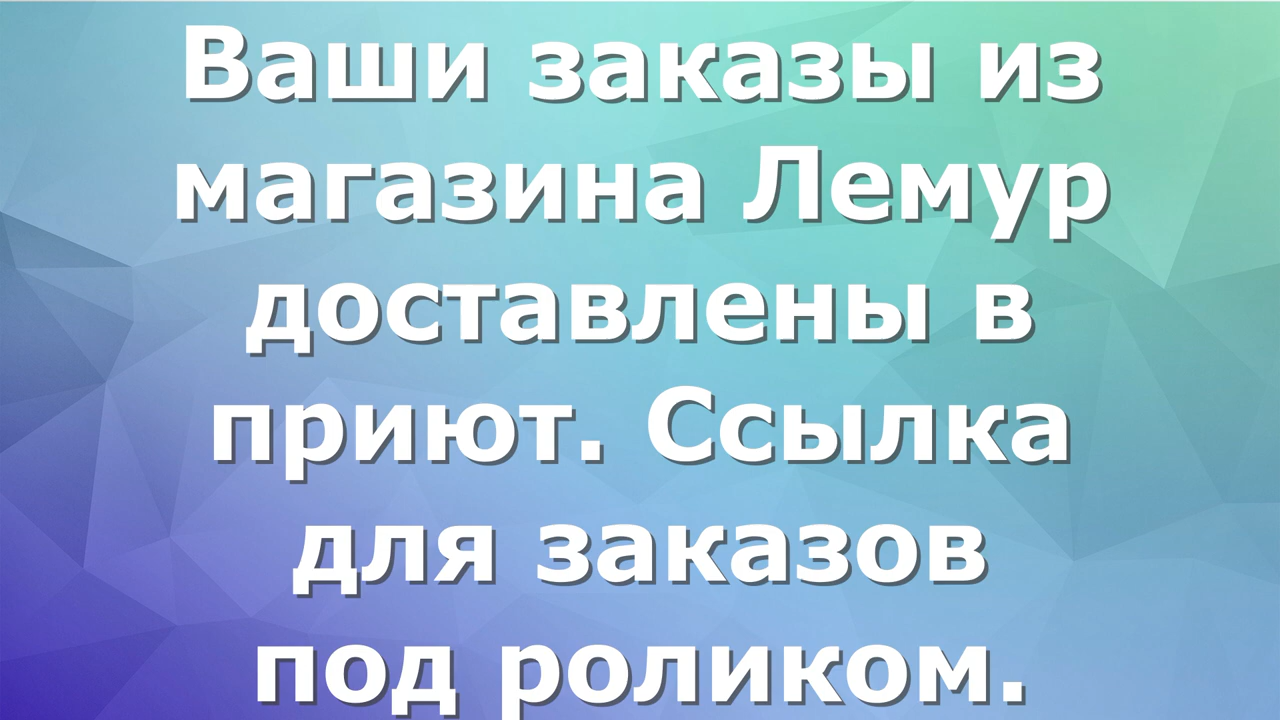 Ваши заказы из
магазина Лемур
доставлены в
приют. Ссылка
для заказов
под роликом.